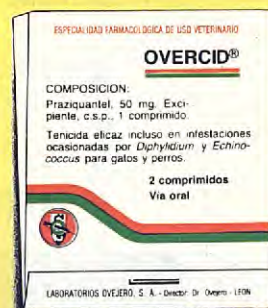 ESPECIALIDAD FARMACOLOGICA DE USO VETERINARIO
OVERCID®
COMPOSICION:
Praziquantel, 50 mg. Exci-
piente, c.s.p., 1 comprimido.
Tenicida eficaz incluso en infestaciones
ocasionadas por Diphylidium y Echino-
coccus para gatos y perros.
2 comprimidos
Vía oral
LABORATORIOS OVEJERO, S. A. - Director: Dr. Ovejero - LEON